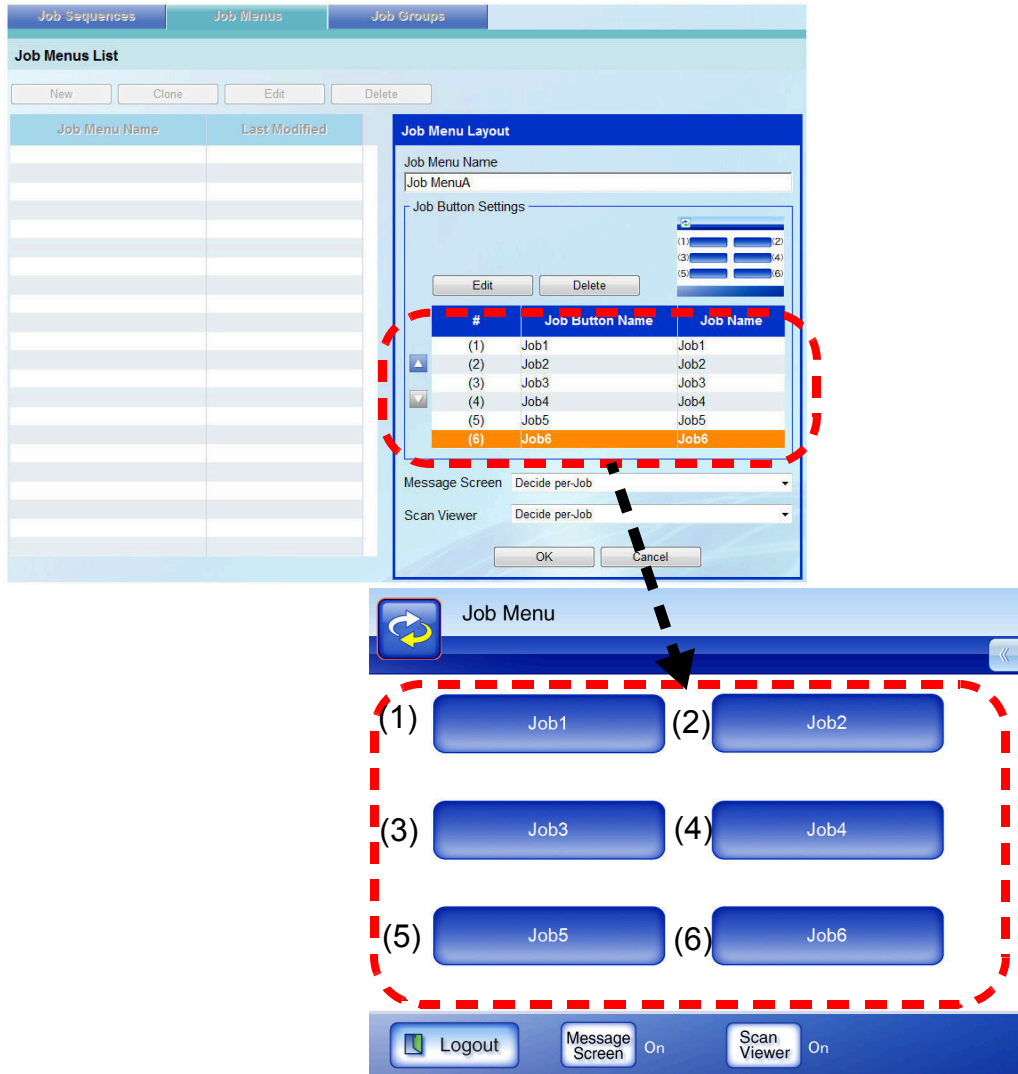 Job Sequences Job Menus Job Groups
Job Menus List
New Clone Edit Delete
Job Menu Name Last Modified
Job Menu Layout
Job Menu Name
Job MenuA
Job Button Settings
(1) (2)
(3) (4)
(5) (6)
Edit Delete
# Job Button Name Job Name
(1) Job1 Job1
(2) Job2 Job2
(3) Job3 Job3
(4) Job4 Job4
(5) Job5 Job5
(6) Job6 Job6
Message Screen Decide per-Job
Scan Viewer Decide per-Job
OK Cancel
Job Menu
(1) Job1 (2) Job2
(3) Job3 (4) Job4
(5) Job5 (6) Job6
Logout Message Screen On Scan Viewer On